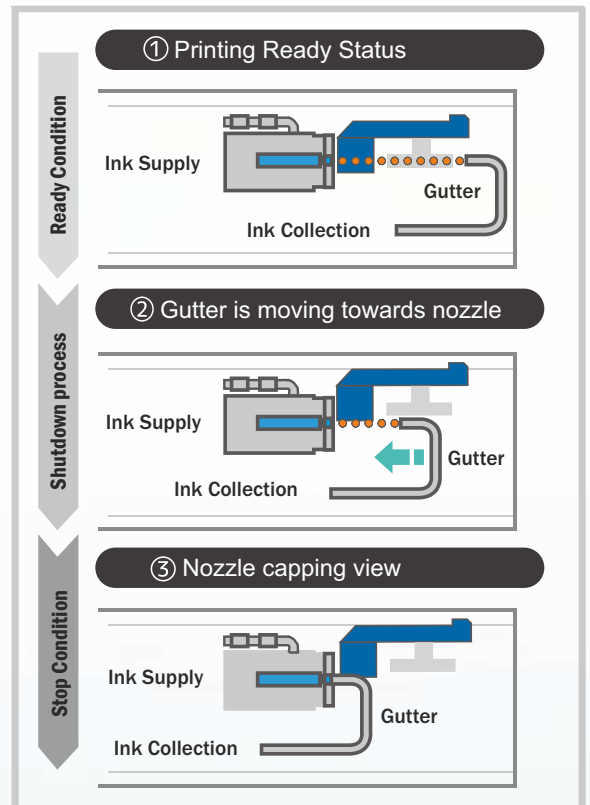 ① Printing Ready Status
Ready Condition
Ink Supply
Gutter
Ink Collection
② Gutter is moving towards nozzle
Shutdown process
Ink Supply
Gutter
Ink Collection
③ Nozzle capping view
Stop Condition
Ink Supply
Gutter
Ink Collection